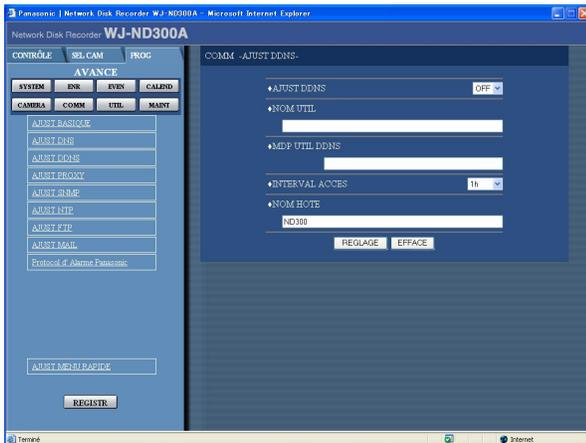 Panasonic | Network Disk Recorder WJ-ND300A - Microsoft Internet Explorer
Network Disk Recorder WJ-ND300A
CONTRÔLE SEL CAM PROG
AVANCE
SYSTEM ENR EVEN CALEND
CAMERA COMM UTIL MAINT
AJUST BASIQUE
AJUST DNS
AJUST DDNS
AJUST PROXY
AJUST SNMP
AJUST NTP
AJUST FTP
AJUST MAIL
Protocol d' Alarme Panasonic
AJUST MENU RAPIDE
REGISTR
COMM -AJUST DDNS-
♦AJUST DDNS OFF
♦NOM UTIL
♦MDP UTIL DDNS
♦INTERVAL ACCES 1h
♦NOM HOTE
ND300
REGLAGE EFFACE
Terminé Internet